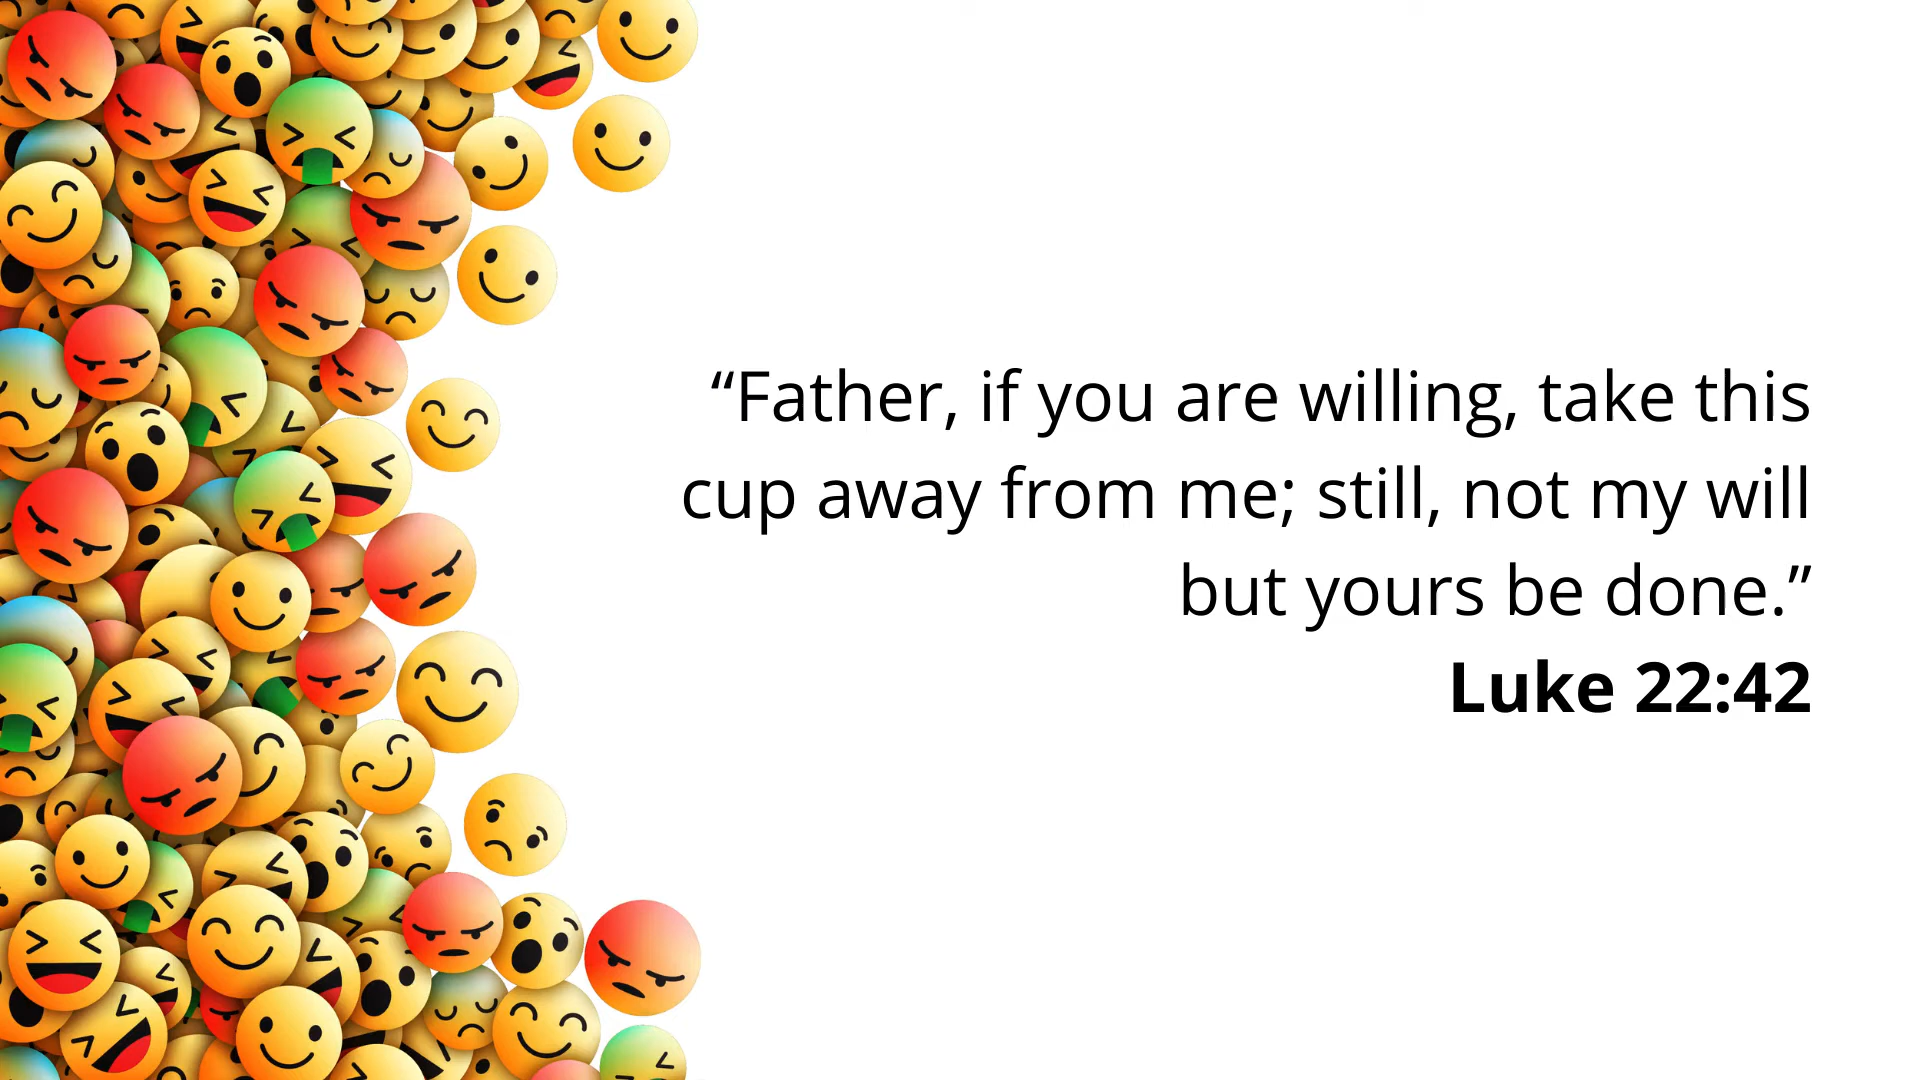 “Father, if you are willing, take this
cup away from me; still, not my will
but yours be done.”
Luke 22:42